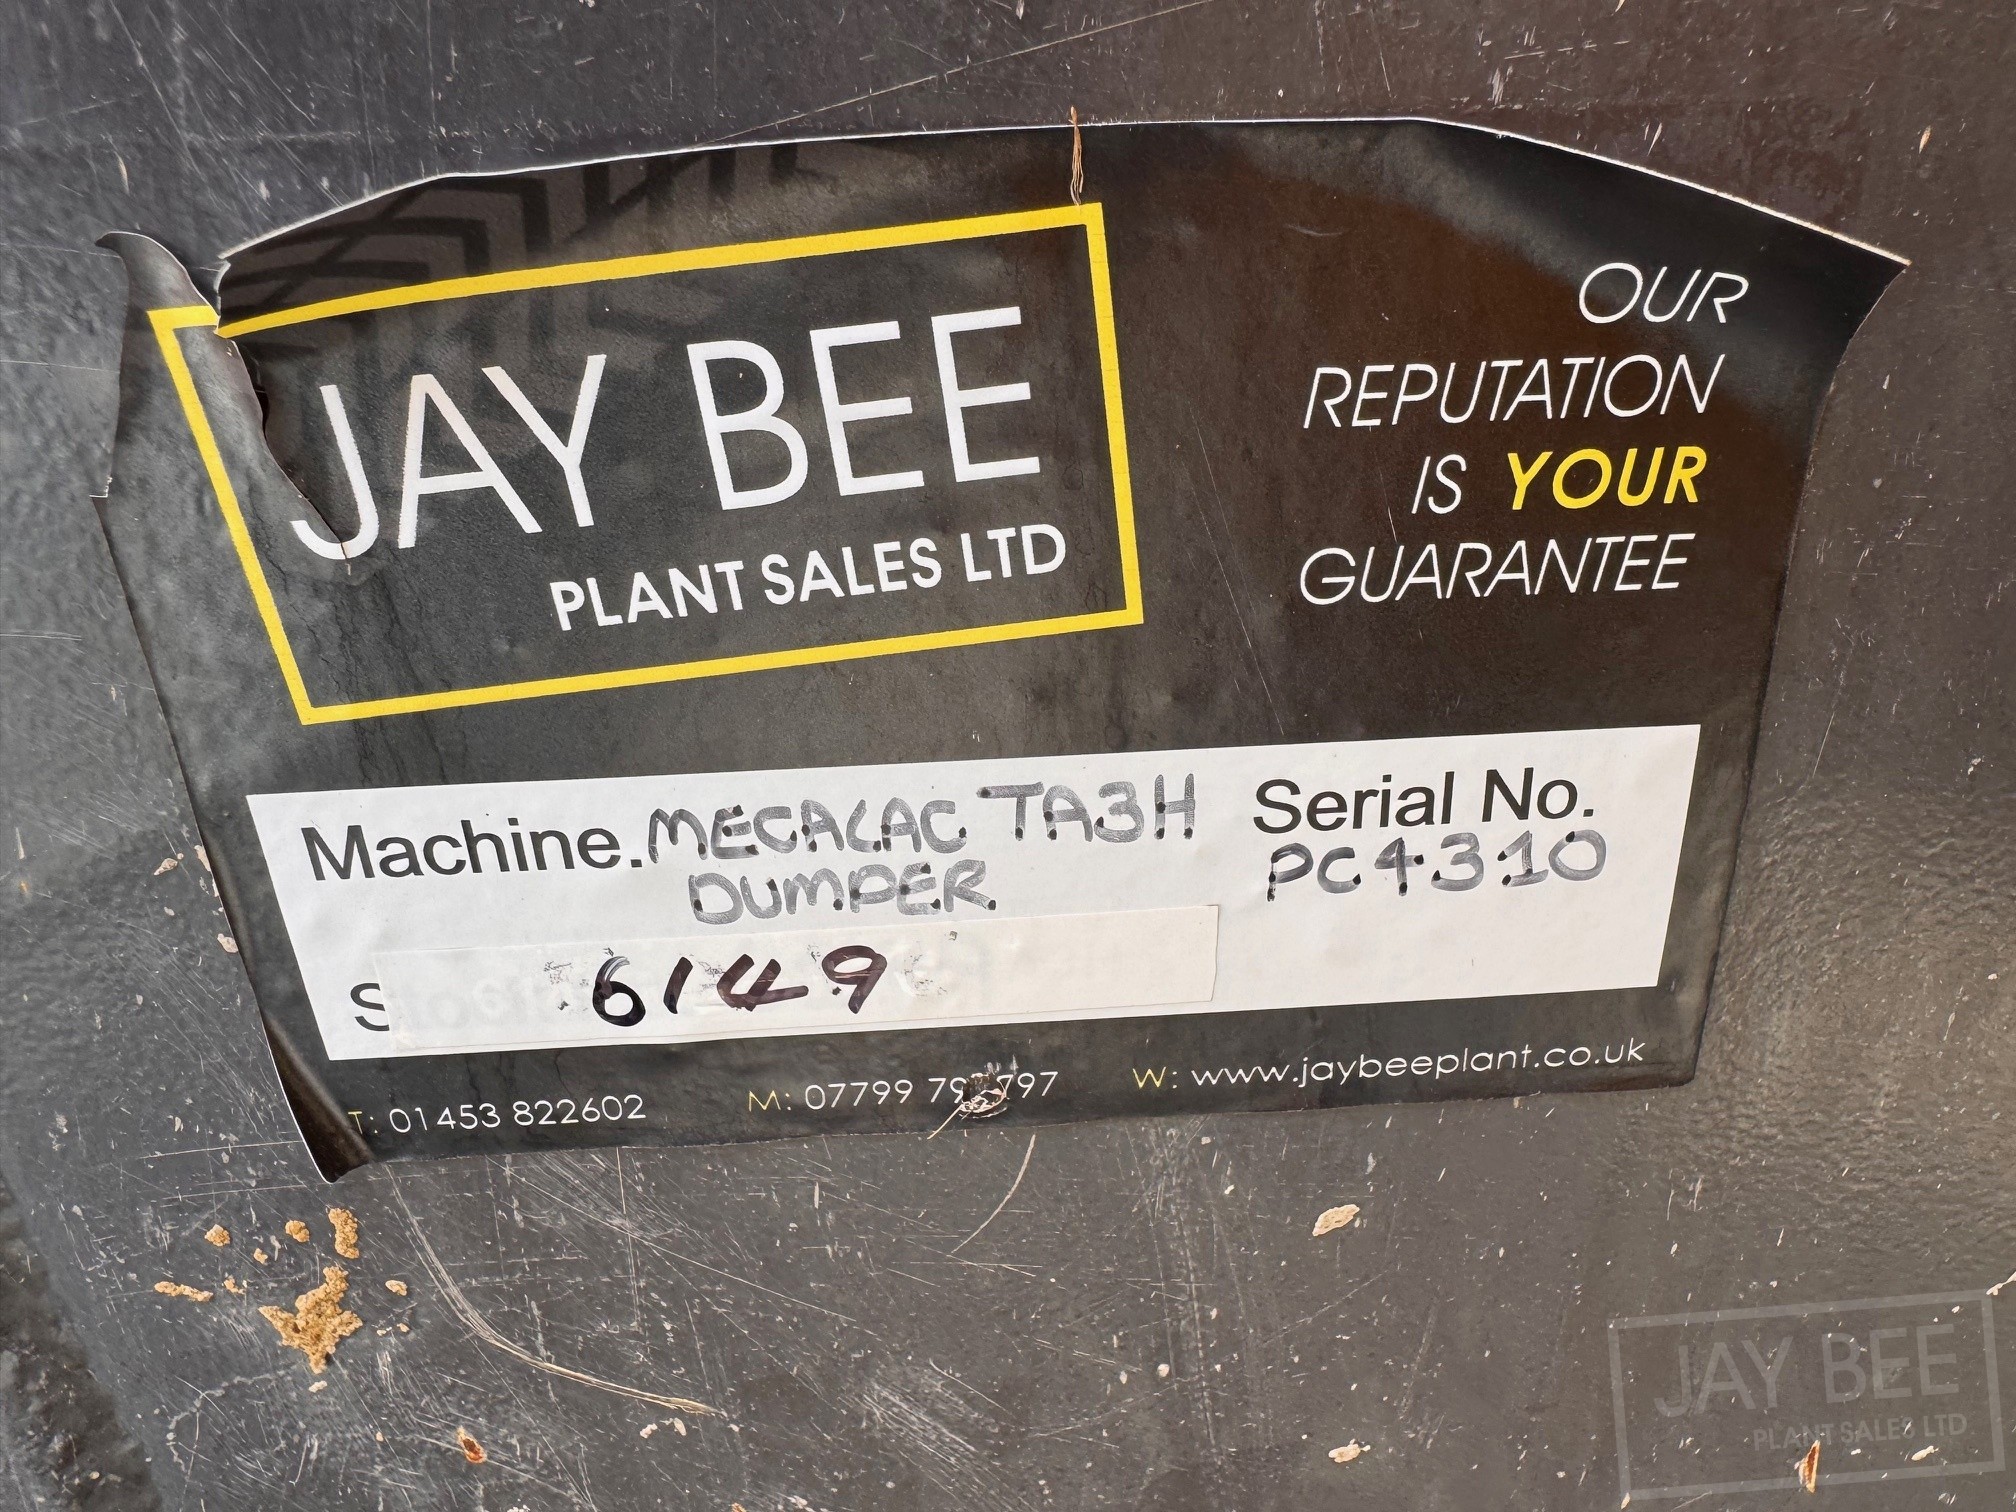 JAY BEE
PLANT SALES LTD
OUR
REPUTATION
IS YOUR
GUARANTEE
Machine. MECALAC TA3H
DUMPER
Serial No.
PC4310
6149
T: 01453 822602
M: 07799
W: www.jaybeeplant.co.uk
JAY BEE
PLANT SALES LTD